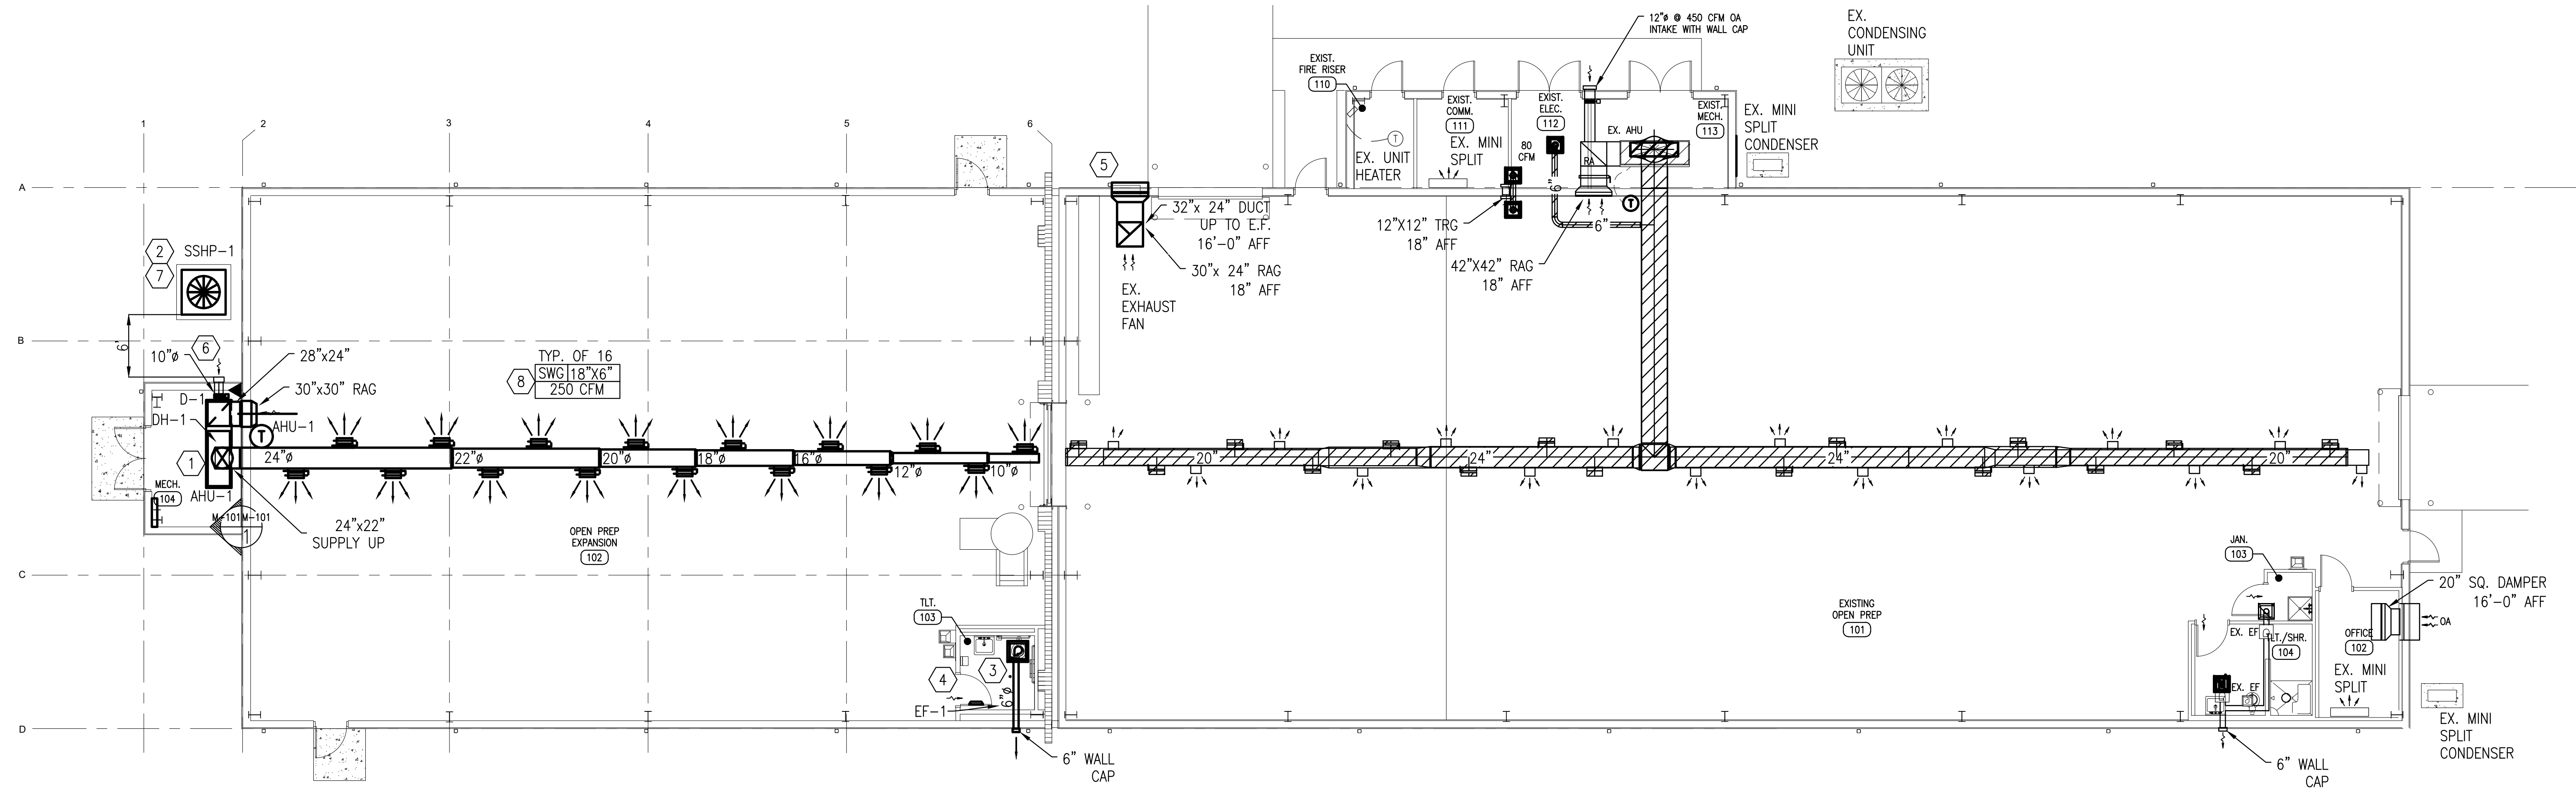 12"ø @ 450 CFM OA
INTAKE WITH WALL CAP
EX.
CONDENSING
UNIT
EXIST.
FIRE RISER
110
EXIST.
COMM.
111
EXIST.
ELEC.
112
EXIST.
MECH.
113
EX. MINI
SPLIT
CONDENSER
1
2
3
4
5
6
A
B
C
D
5
EX. UNIT
HEATER
T
EX. MINI
SPLIT
80
CFM
EX. AHU
RA
6"
6"
T
32"x 24" DUCT
UP TO E.F.
16'-0" AFF
30"x 24" RAG
18" AFF
EX.
EXHAUST
FAN
12"X12" TRG
18" AFF
42"X42" RAG
18" AFF
2
7
SSHP-1
6'
10"ø
6
28"x24"
30"x30" RAG
D-1
DH-1
AHU-1
T
1
AHU-1
MECH.
104
M-101
M-101
1
24"x22"
SUPPLY UP
TYP. OF 16
8
SWG 18"X6"
250 CFM
24"ø
22"ø
20"ø
18"ø
16"ø
12"ø
10"ø
20"
24"
24"
20"
OPEN PREP
EXPANSION
102
TLT.
103
3
4
6"ø
EF-1
6" WALL
CAP
EXISTING
OPEN PREP
101
JAN.
103
20" SQ. DAMPER
16'-0" AFF
OA
OFFICE
102
EX. EF
TLT./SHR.
104
EX. EF
EX. MINI
SPLIT
6" WALL
CAP
EX. MINI
SPLIT
CONDENSER